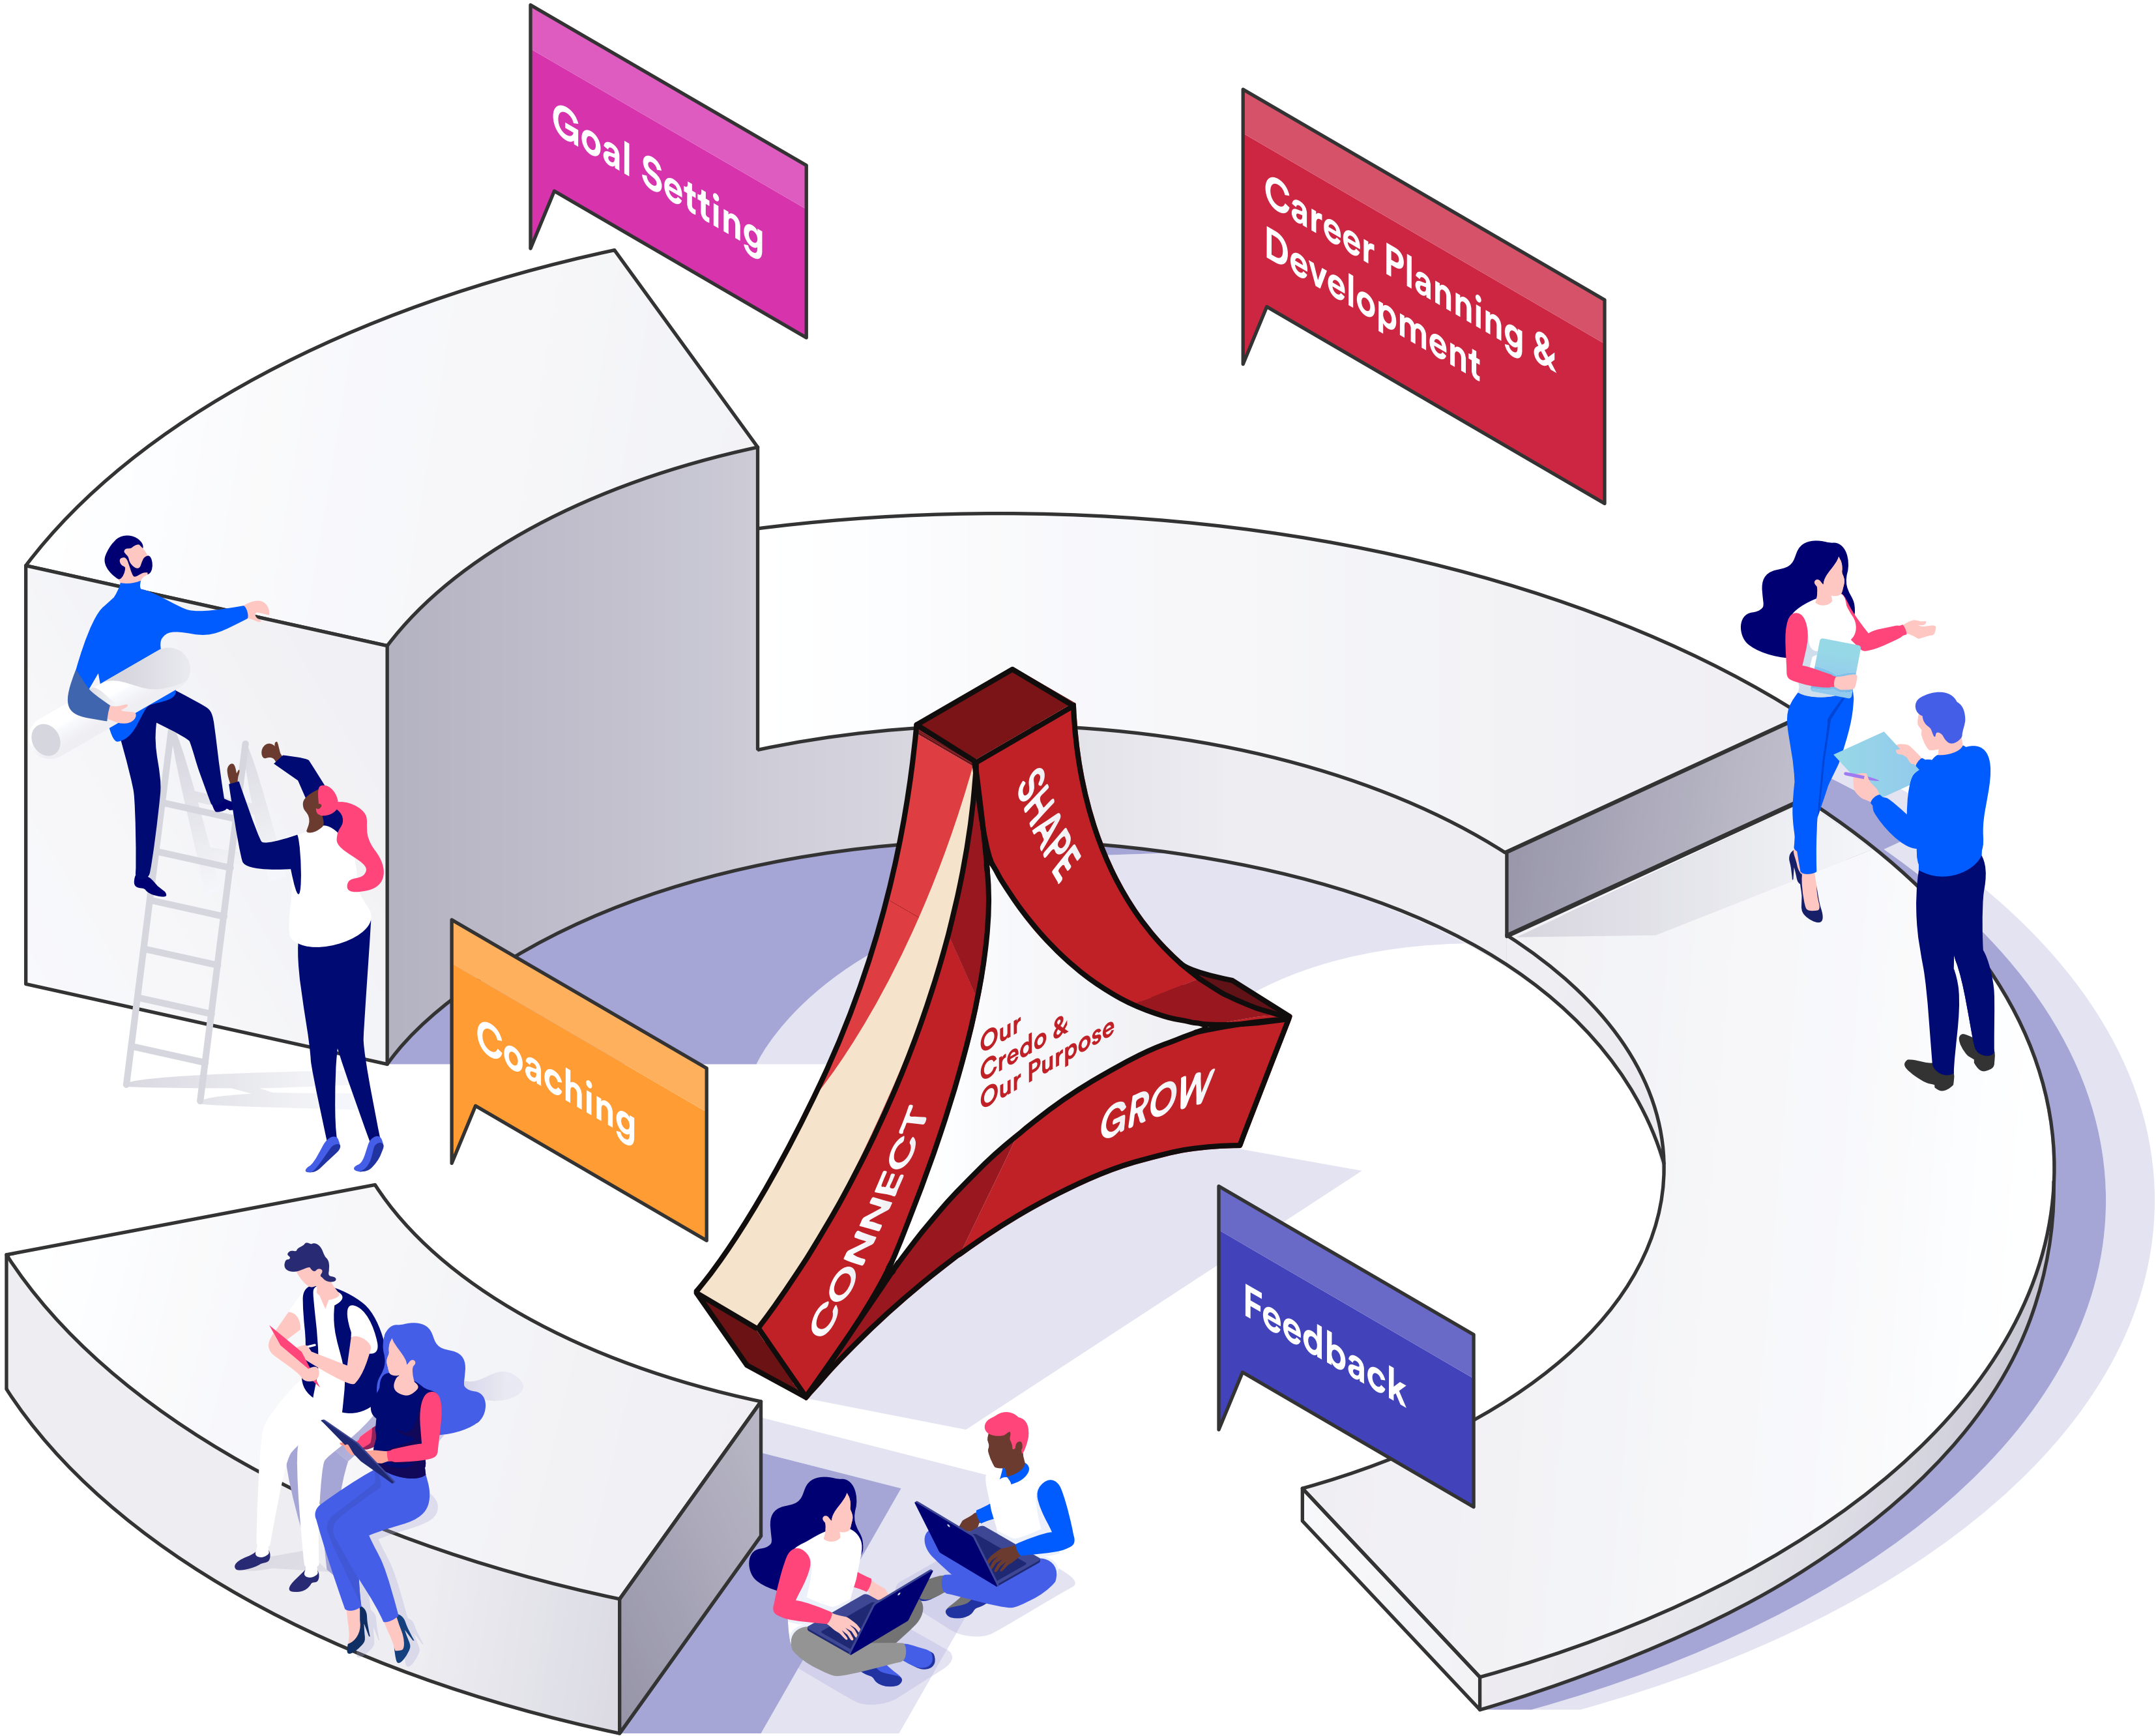 Goal Setting
Career Planning &
Development
SHAPE
Our
Credo &
Our Purpose
GROW
CONNECT
Coaching
Feedback